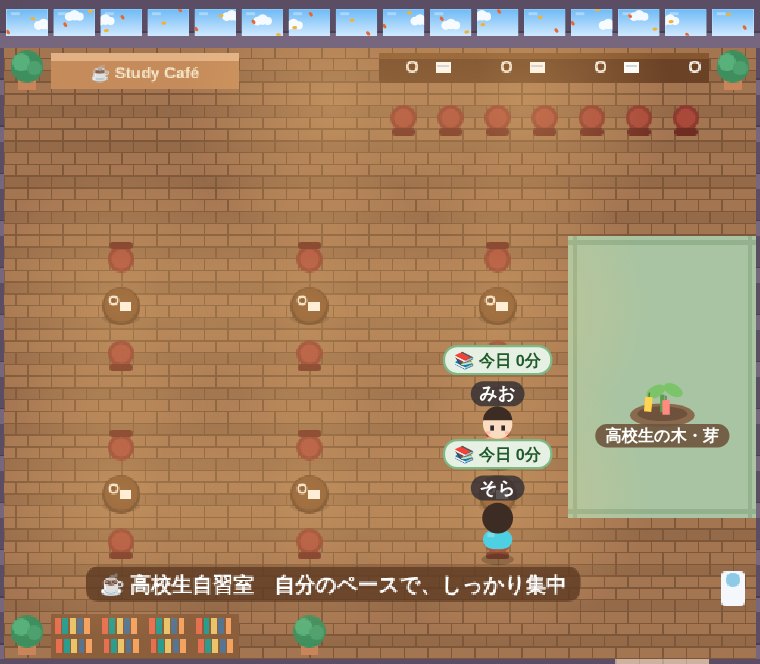 Study Café
今日 0分
みお
今日 0分
高校生の木・芽
そら
高校生自習室　自分のペースで、しっかり集中